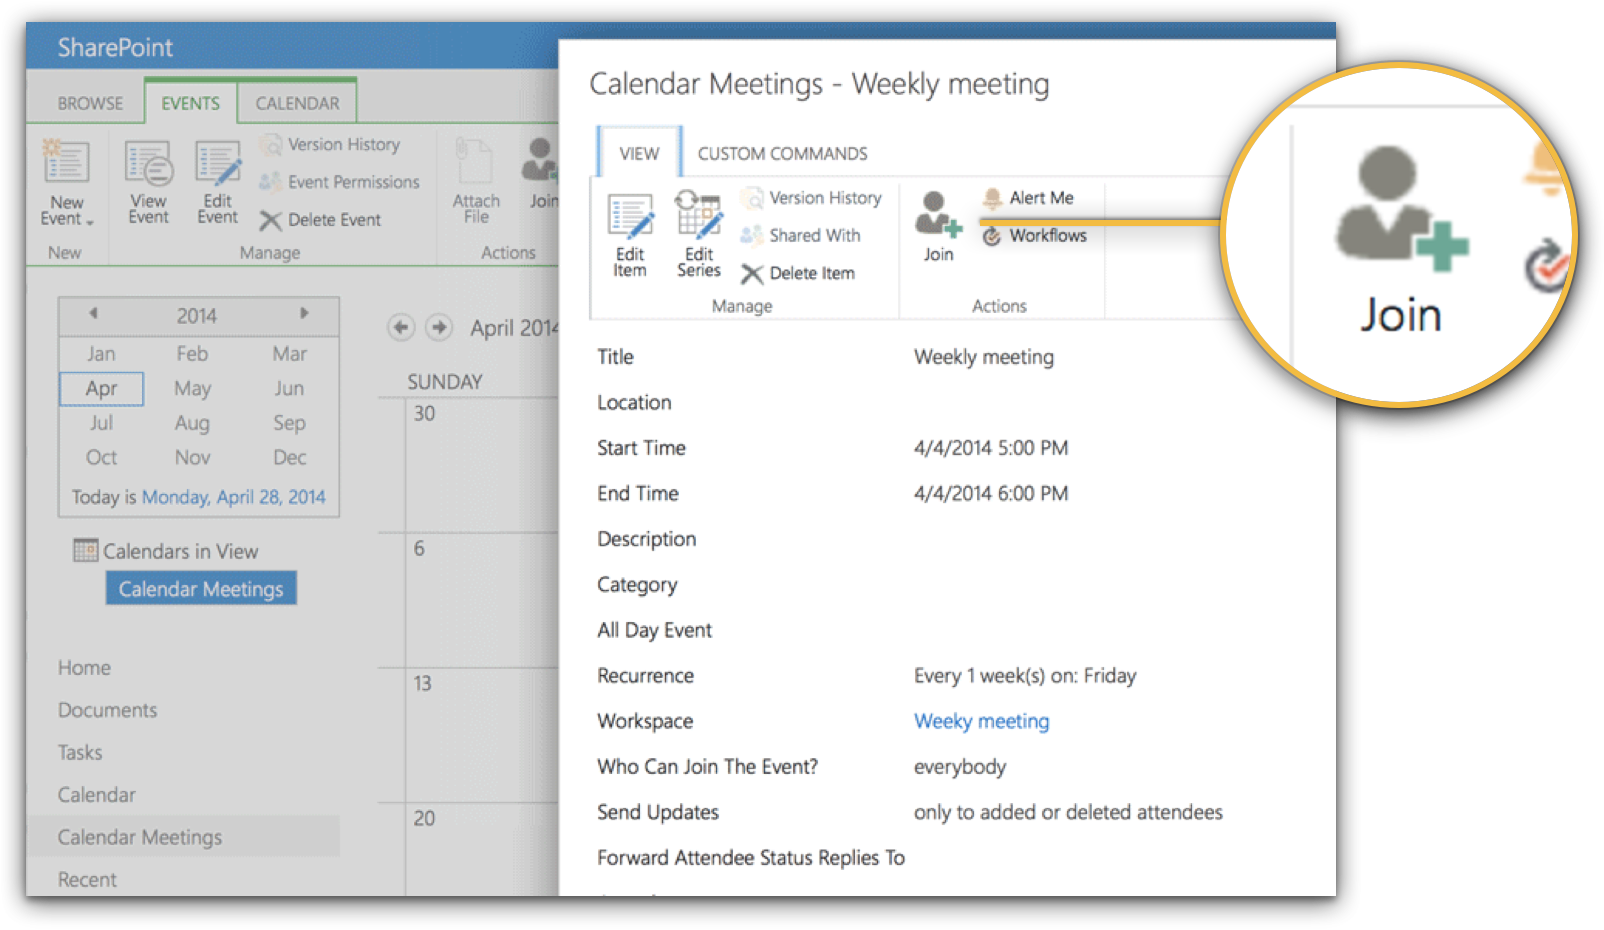 SharePoint
BROWSE EVENTS CALENDAR
New Event
View Event
Edit Event
Version History
Event Permissions
Delete Event
Attach File
Join
New
Manage
Actions
2014
Jan Feb Mar
Apr May Jun
Jul Aug Sep
Oct Nov Dec
Today is Monday, April 28, 2014
Calendars in View
Calendar Meetings
Home
Documents
Tasks
Calendar
Calendar Meetings
Recent
April 2014
SUNDAY
30
6
13
20
Calendar Meetings - Weekly meeting
VIEW CUSTOM COMMANDS
Edit Item
Edit Series
Version History
Shared With
Delete Item
Manage
Join
Alert Me
Workflows
Actions
Title Weekly meeting
Location
Start Time 4/4/2014 5:00 PM
End Time 4/4/2014 6:00 PM
Description
Category
All Day Event
Recurrence Every 1 week(s) on: Friday
Workspace Weeky meeting
Who Can Join The Event? everybody
Send Updates only to added or deleted attendees
Forward Attendee Status Replies To
Join